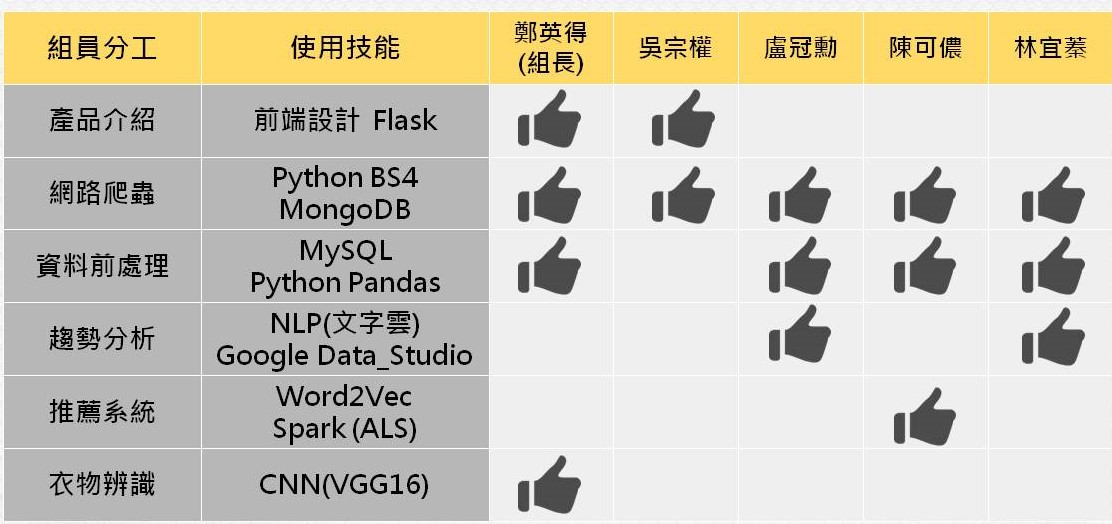 組員分工 使用技能 鄭英得 吳宗權 盧冠勳 陳可儂 林宜蓁
(組長)
產品介紹 前端設計 Flask
網路爬蟲 Python BS4
MongoDB
資料前處理 MySQL
Python Pandas
趨勢分析 NLP(文字雲)
Google Data_Studio
推薦系統 Word2Vec
Spark (ALS)
衣物辨識 CNN(VGG16)